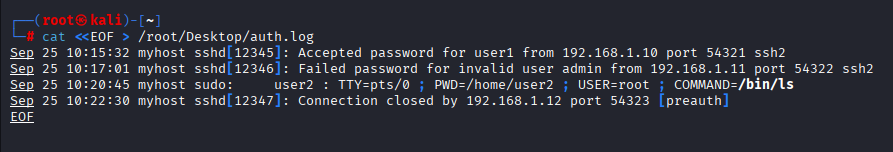 ┌──(root㉿kali)-[~]
└─# cat <<EOF > /root/Desktop/auth.log
Sep 25 10:15:32 myhost sshd[12345]: Accepted password for user1 from 192.168.1.10 port 54321 ssh2
Sep 25 10:17:01 myhost sshd[12346]: Failed password for invalid user admin from 192.168.1.11 port 54322 ssh2
Sep 25 10:20:45 myhost sudo:     user2 : TTY=pts/0 ; PWD=/home/user2 ; USER=root ; COMMAND=/bin/ls
Sep 25 10:22:30 myhost sshd[12347]: Connection closed by 192.168.1.12 port 54323 [preauth]
EOF